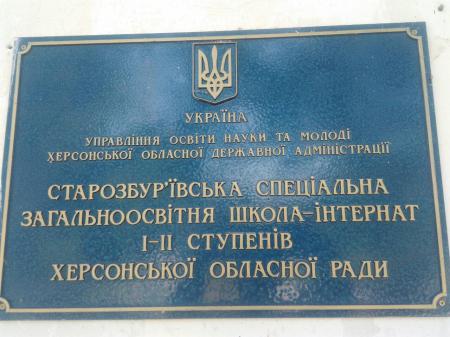 УКРАЇНА
УПРАВЛІННЯ ОСВІТИ НАУКИ ТА МОЛОДІ
ХЕРСОНСЬКОЇ ОБЛАСНОЇ ДЕРЖАВНОЇ АДМІНІСТРАЦІЇ
СТАРОЗБУР'ЇВСЬКА СПЕЦІАЛЬНА
ЗАГАЛЬНООСВІТНЯ ШКОЛА-ІНТЕРНАТ
І-ІІ СТУПЕНІВ
ХЕРСОНСЬКОЇ ОБЛАСНОЇ РАДИ